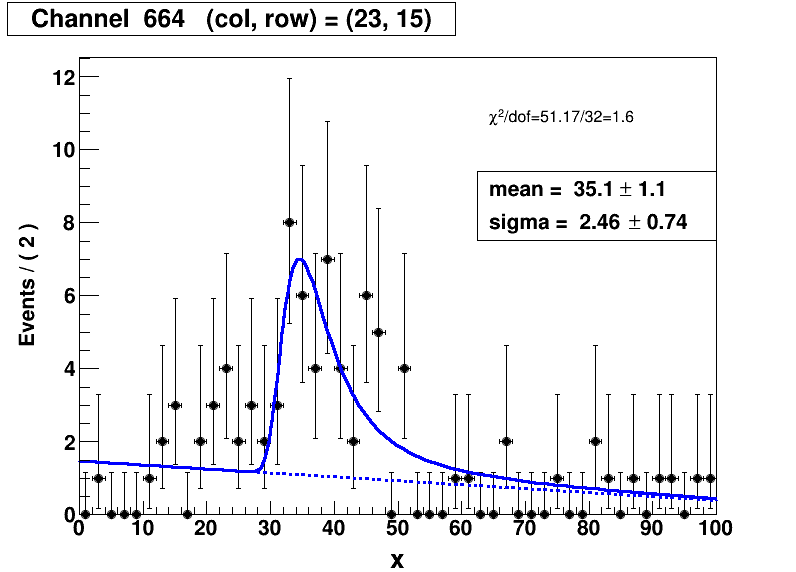 Channel 664 (col, row) = (23, 15)
χ²/dof=51.17/32=1.6
mean = 35.1 ± 1.1
sigma = 2.46 ± 0.74
Events / ( 2 )
12
10
8
6
4
2
0
0 10 20 30 40 50 60 70 80 90 100
x